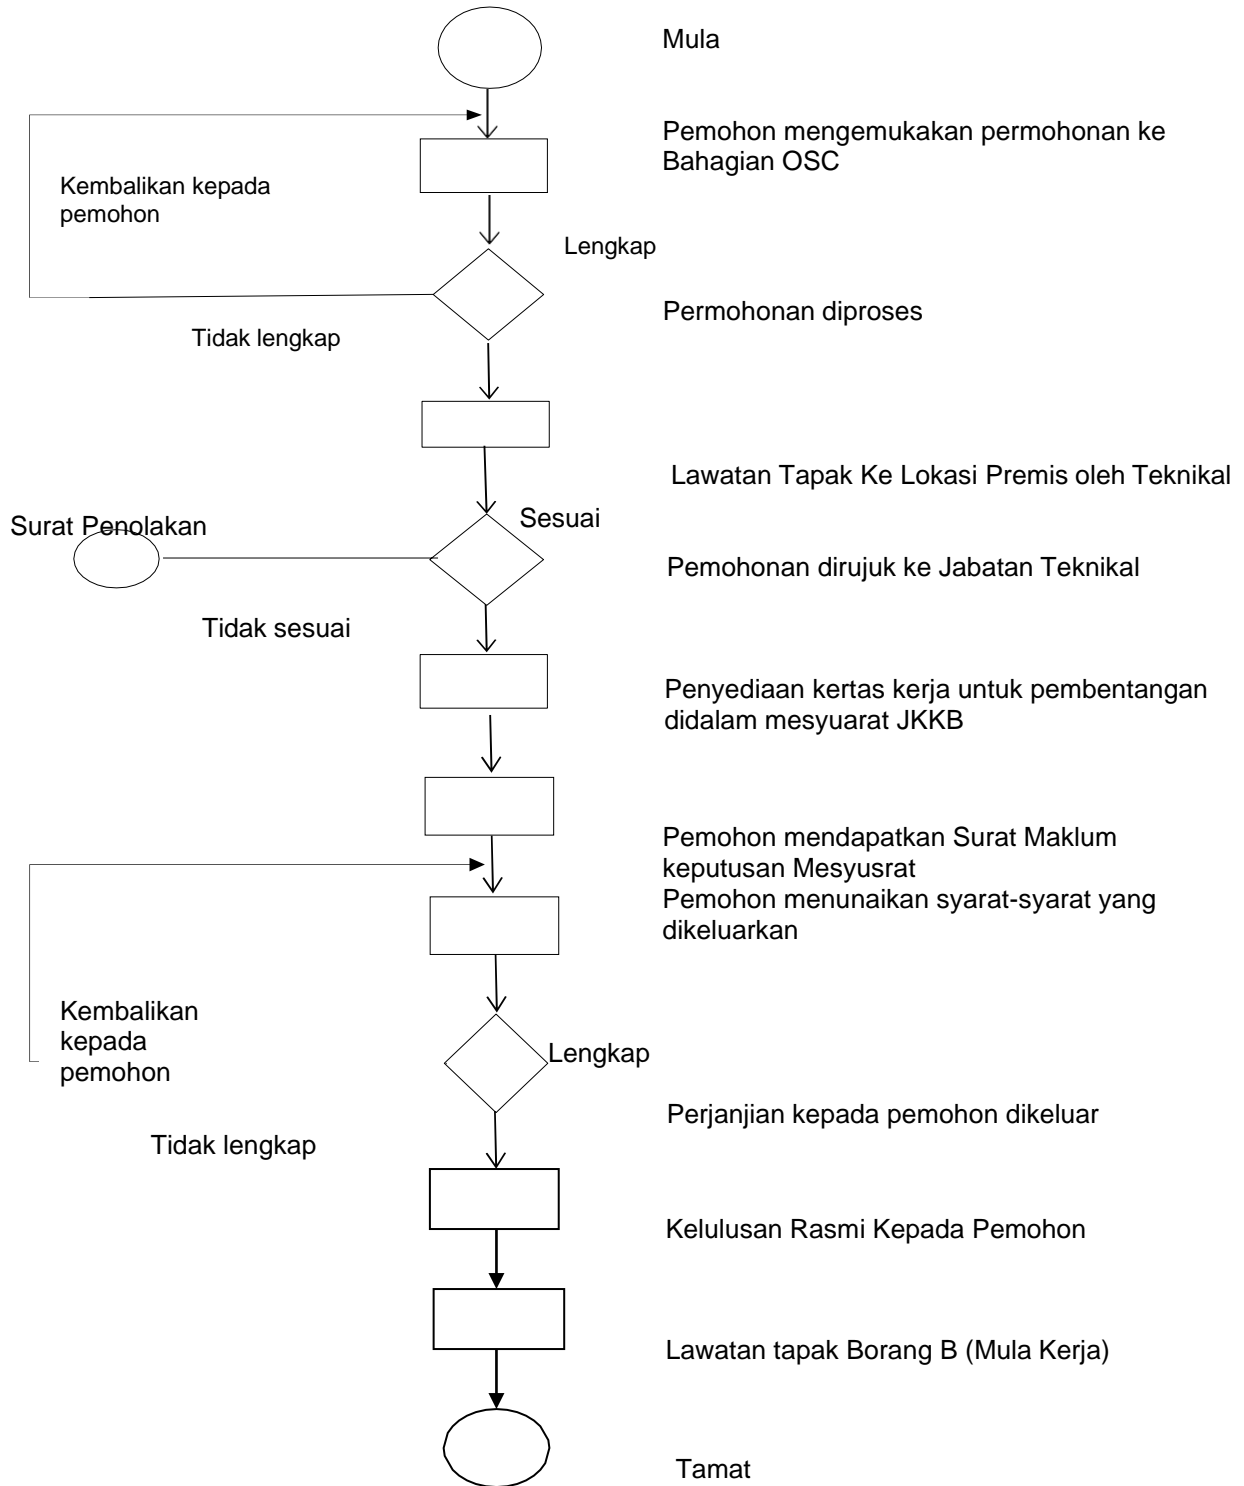 Mula
Pemohon mengemukakan permohonan ke
Bahagian OSC
Kembalikan kepada
pemohon
Lengkap
Permohonan diproses
Tidak lengkap
Lawatan Tapak Ke Lokasi Premis oleh Teknikal
Surat Penolakan
Sesuai
Pemohonan dirujuk ke Jabatan Teknikal
Tidak sesuai
Penyediaan kertas kerja untuk pembentangan
didalam mesyuarat JKKB
Pemohon mendapatkan Surat Maklum
keputusan Mesyusrat
Pemohon menunaikan syarat-syarat yang
dikeluarkan
Kembalikan
kepada
pemohon
Lengkap
Perjanjian kepada pemohon dikeluar
Tidak lengkap
Kelulusan Rasmi Kepada Pemohon
Lawatan tapak Borang B (Mula Kerja)
Tamat